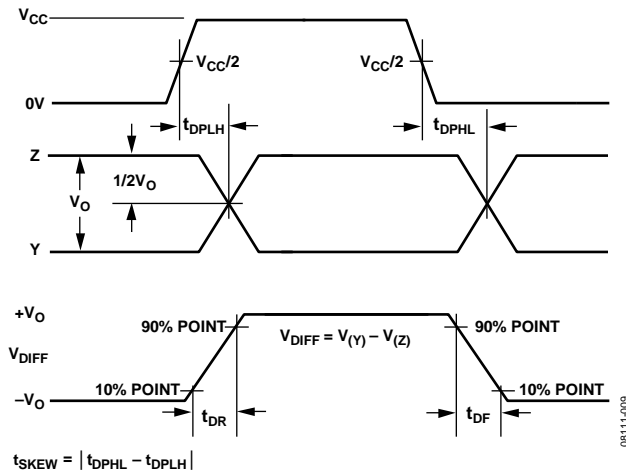 VCC
VCC/2
VCC/2
0V
tDPLH
tDPHL
Z
1/2VO
VO
Y
+VO
90% POINT
VDIFF = V(Y) – V(Z)
90% POINT
VDIFF
10% POINT
10% POINT
–VO
tDR
tDF
tSKEW = |tDPHL – tDPLH|
08111-009